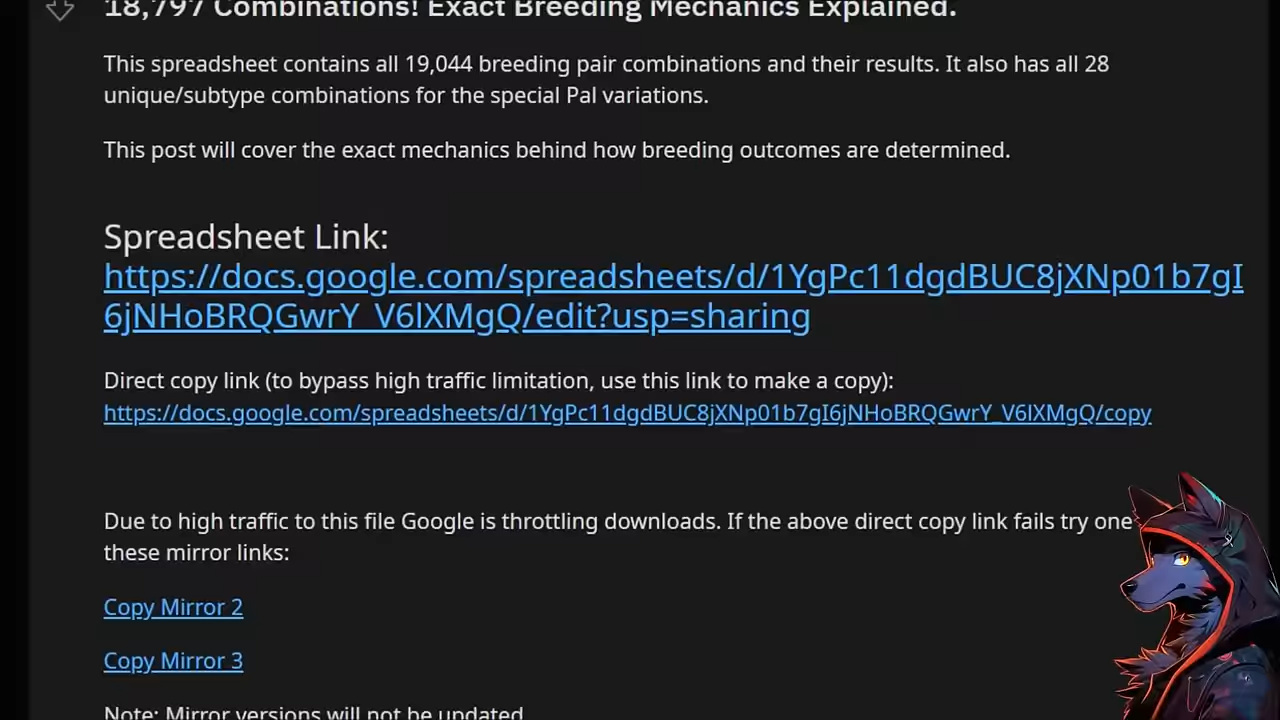 18,797 Combinations! Exact Breeding Mechanics Explained.
This spreadsheet contains all 19,044 breeding pair combinations and their results. It also has all 28
unique/subtype combinations for the special Pal variations.
This post will cover the exact mechanics behind how breeding outcomes are determined.
Spreadsheet Link:
https://docs.google.com/spreadsheets/d/1YgPc11dgdBUC8jXNp01b7gI
6jNHoBRQGwrY_V6lXMgQ/edit?usp=sharing
Direct copy link (to bypass high traffic limitation, use this link to make a copy):
https://docs.google.com/spreadsheets/d/1YgPc11dgdBUC8jXNp01b7gI6jNHoBRQGwrY_V6lXMgQ/copy
Due to high traffic to this file Google is throttling downloads. If the above direct copy link fails try one
these mirror links:
Copy Mirror 2
Copy Mirror 3
Note: Mirror versions will not be updated